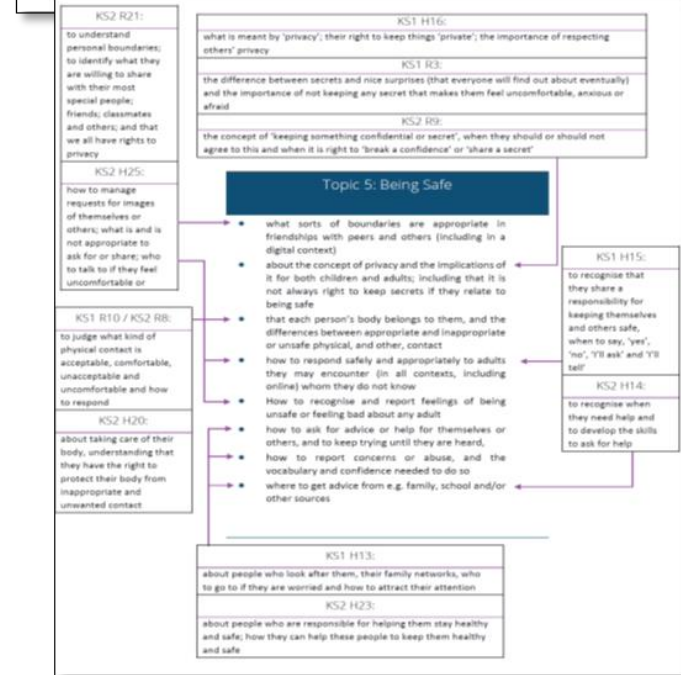 KS2 R21:
to understand
personal boundaries;
to identify what they
are willing to share
with their most
special people;
friends; classmates
and others; and that
we all have rights to
privacy
KS2 H25:
how to manage
requests for images
of themselves or
others; what is and is
not appropriate to
ask for or share; who
to talk to if they feel
uncomfortable or
KS1 R10 / KS2 R8:
to judge what kind of
physical contact is
acceptable, comfortable,
unacceptable and
uncomfortable and how
to respond
KS2 H20:
about taking care of their
body, understanding that
they have the right to
protect their body from
inappropriate and
unwanted contact
KS1 H16:
what is meant by 'privacy'; their right to keep things 'private'; the importance of respecting
others' privacy
KS1 R3:
the difference between secrets and nice surprises (that everyone will find out about eventually)
and the importance of not keeping any secret that makes them feel uncomfortable, anxious or
afraid
KS2 R9:
the concept of 'keeping something confidential or secret', when they should or should not
agree to this and when it is right to 'break a confidence' or 'share a secret'
Topic 5: Being Safe
• what sorts of boundaries are appropriate in
friendships with peers and others (including in a
digital context)
• about the concept of privacy and the implications of
it for both children and adults; including that it is
not always right to keep secrets if they relate to
being safe
• that each person's body belongs to them, and the
differences between appropriate and inappropriate
or unsafe physical, and other, contact
• how to respond safely and appropriately to adults
they may encounter (in all contexts, including
online) whom they do not know
• How to recognise and report feelings of being
unsafe or feeling bad about any adult
• how to ask for advice or help for themselves or
others, and to keep trying until they are heard,
• how to report concerns or abuse, and the
vocabulary and confidence needed to do so
• where to get advice from e.g. family, school and/or
other sources
KS1 H15:
to recognise that
they share a
responsibility for
keeping themselves
and others safe,
when to say, 'yes',
'no', 'I'll ask' and 'I'll
tell'
KS2 H14:
to recognise when
they need help and
to develop the skills
to ask for help
KS1 H13:
about people who look after them, their family networks, who
to go to if they are worried and how to attract their attention
KS2 H23:
about people who are responsible for helping them stay healthy
and safe; how they can help these people to keep them healthy
and safe